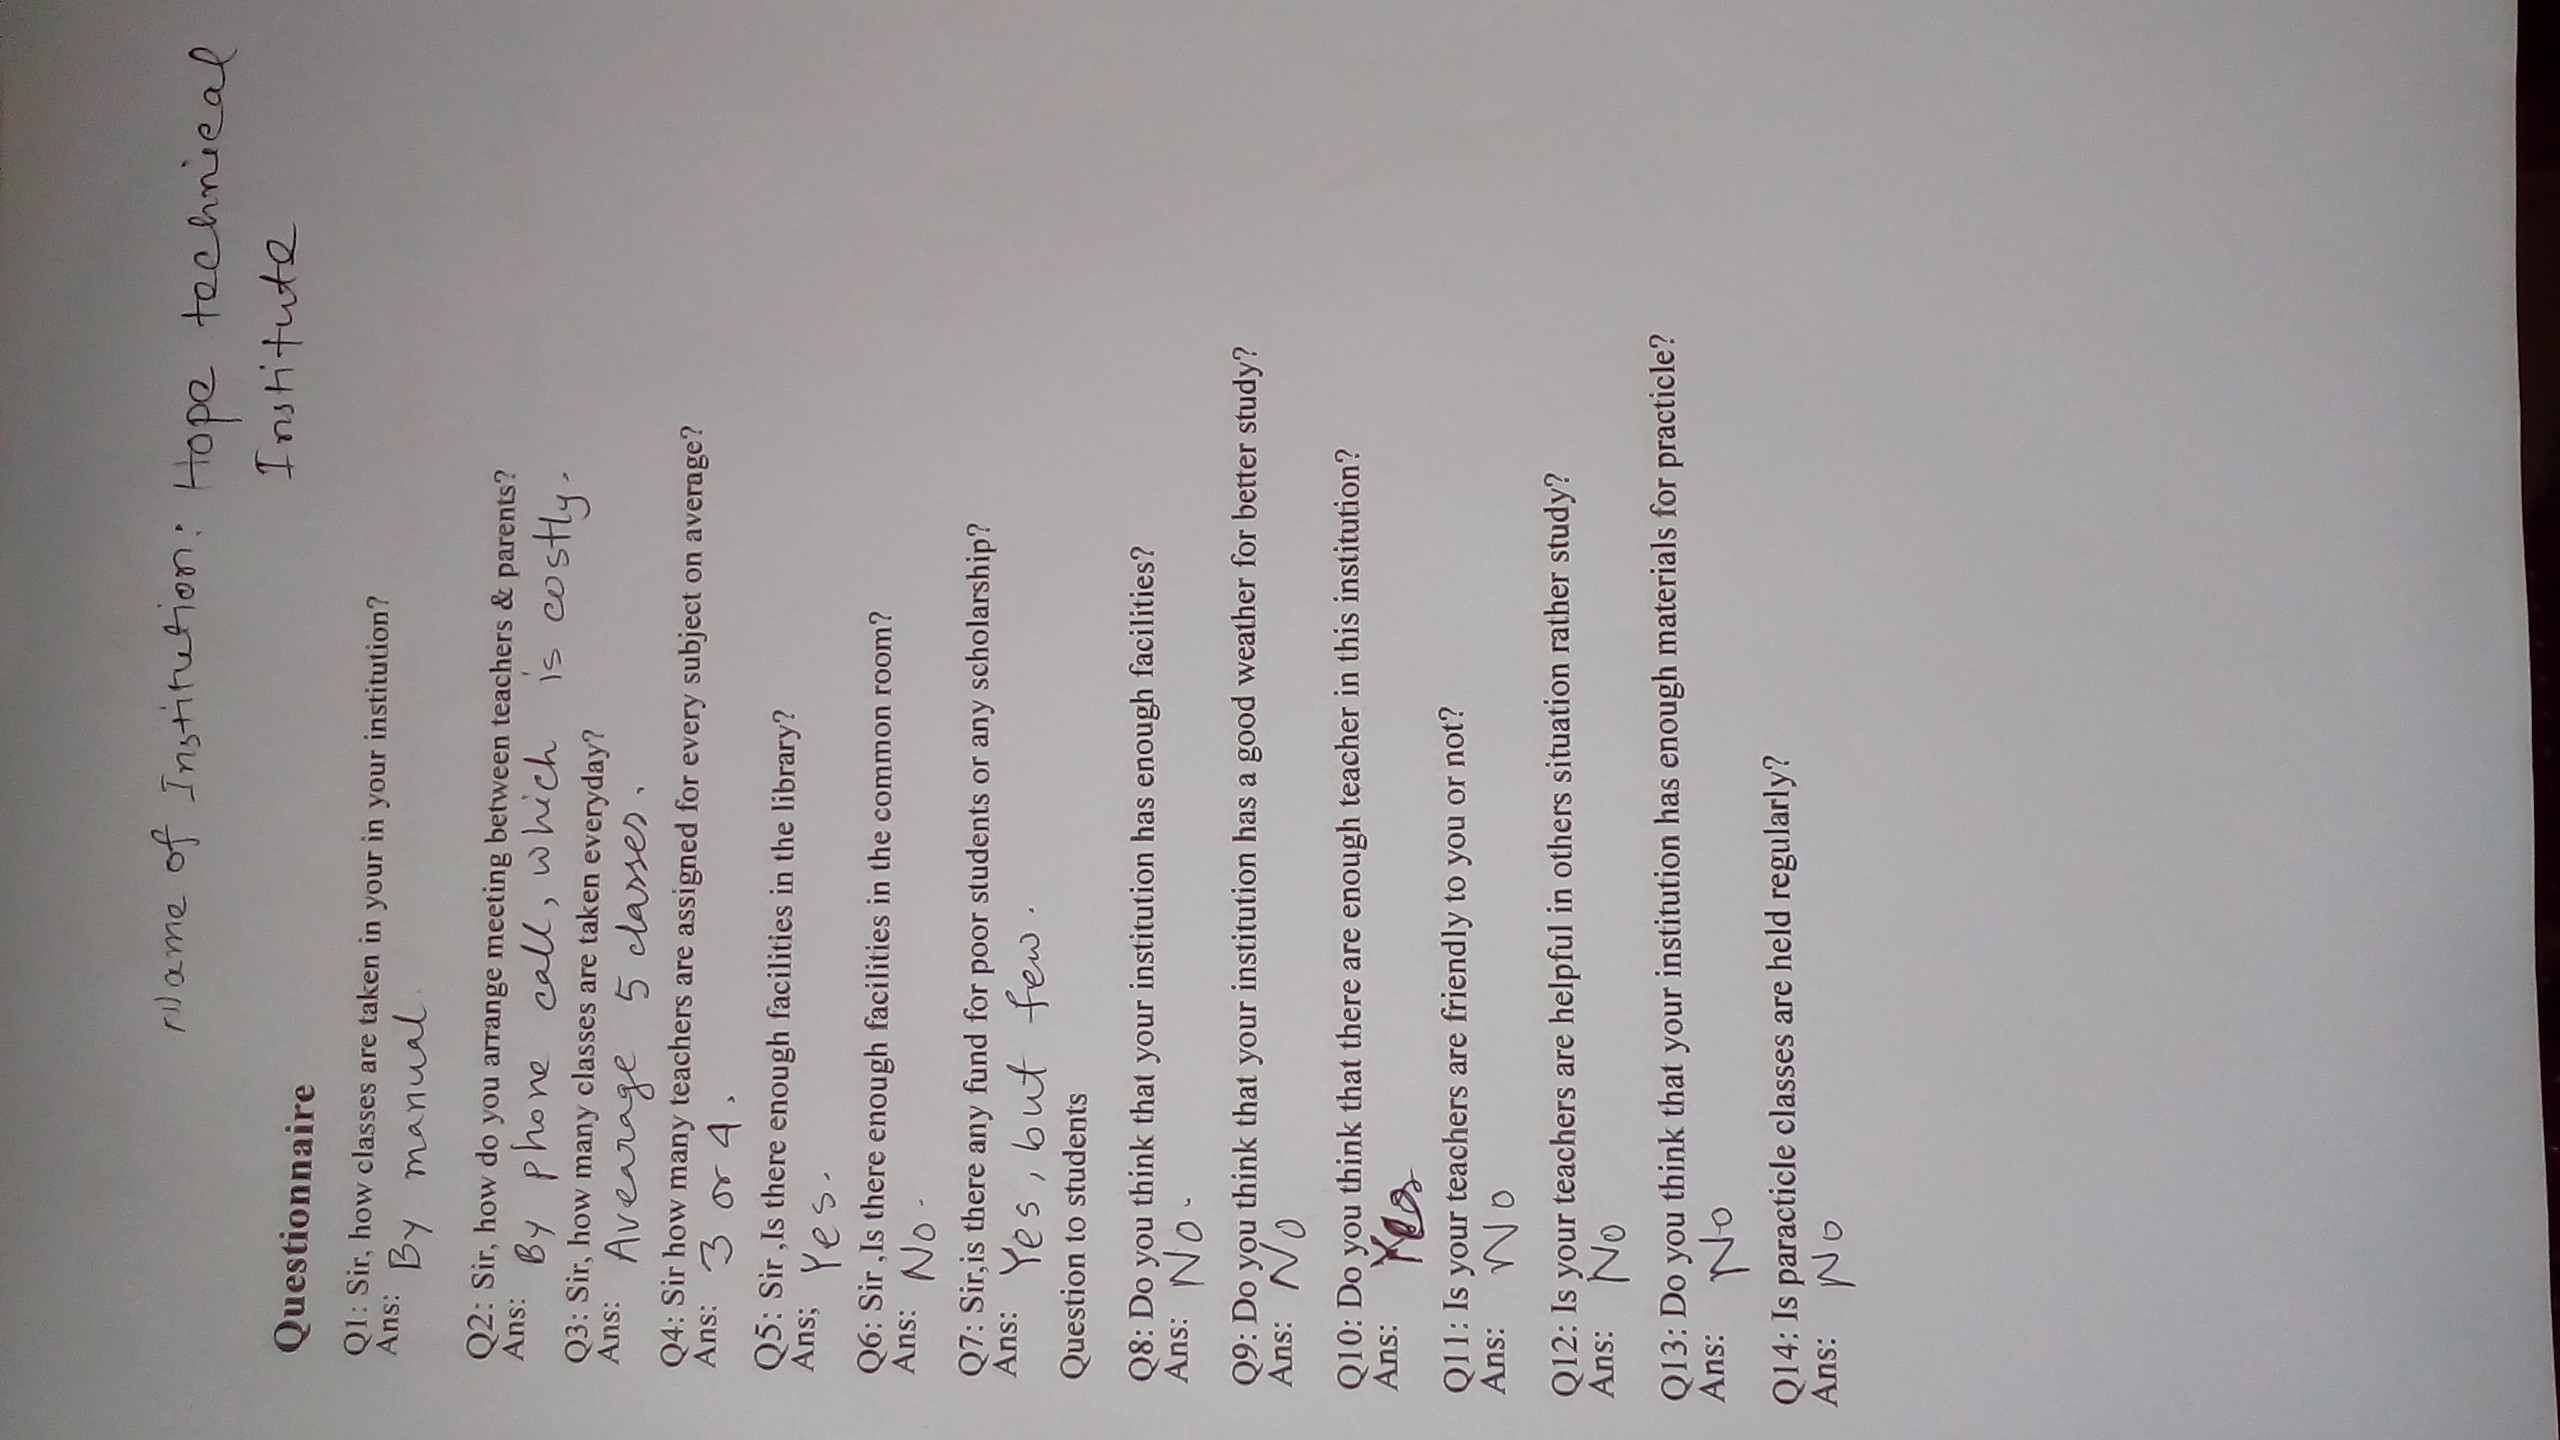 Name of Institution: Hope technical
Institute
Questionnaire
Q1: Sir, how classes are taken in your in your institution?
Ans: By manual.
Q2: Sir, how do you arrange meeting between teachers & parents?
Ans: By phone call, which is costly.
Q3: Sir, how many classes are taken everyday?
Ans: Avearage 5 classes.
Q4: Sir how many teachers are assigned for every subject on average?
Ans: 3 or 4.
Q5: Sir ,Is there enough facilities in the library?
Ans; Yes.
Q6: Sir ,Is there enough facilities in the common room?
Ans: No.
Q7: Sir,is there any fund for poor students or any scholarship?
Ans: Yes, but few.
Question to students
Q8: Do you think that your institution has enough facilities?
Ans: No.
Q9: Do you think that your institution has a good weather for better study?
Ans: No
Q10: Do you think that there are enough teacher in this institution?
Ans: Yes
Q11: Is your teachers are friendly to you or not?
Ans: No
Q12: Is your teachers are helpful in others situation rather study?
Ans: No
Q13: Do you think that your institution has enough materials for practicle?
Ans: No
Q14: Is paracticle classes are held regularly?
Ans: No